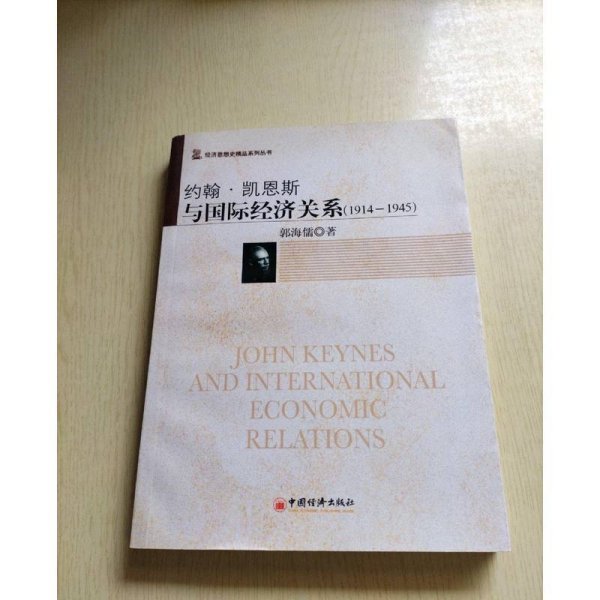 经济思想史精品系列丛书
约翰·凯恩斯
与国际经济关系(1914-1945)
郭海儒◎著
JOHN KEYNES
AND INTERNATIONAL
ECONOMIC
RELATIONS
中国经济出版社